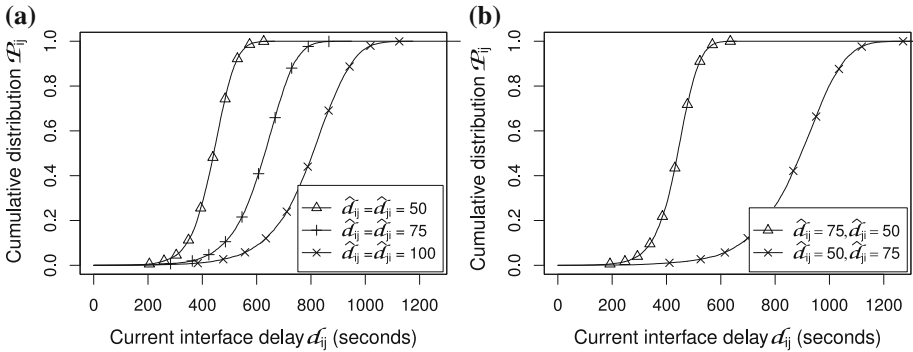 (a)
Cumulative distribution 𝒫ij
1.0
0.8
0.6
0.4
0.2
0.0
d̂ij = d̂ji = 50
d̂ij = d̂ji = 75
d̂ij = d̂ji = 100
0 200 400 600 800 1000 1200
Current interface delay dij (seconds)
(b)
Cumulative distribution 𝒫ij
1.0
0.8
0.6
0.4
0.2
0.0
d̂ij = 75, d̂ji = 50
d̂ij = 50, d̂ji = 75
0 200 400 600 800 1000 1200
Current interface delay dij (seconds)